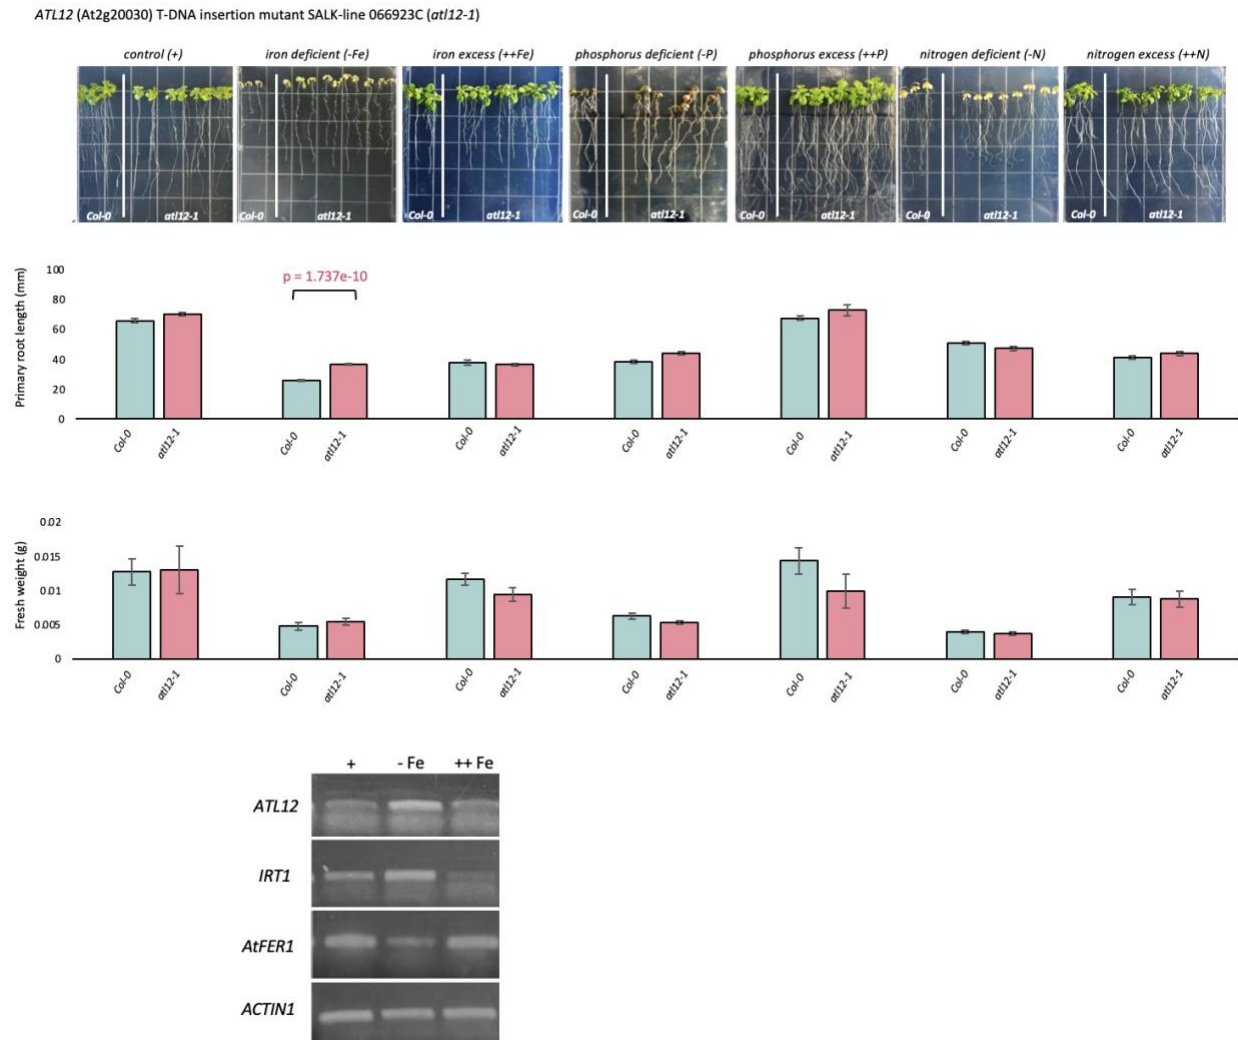 ATL12 (At2g20030) T-DNA insertion mutant SALK-line 066923C (atl12-1)
control (+) iron deficient (-Fe) iron excess (++Fe) phosphorus deficient (-P) phosphorus excess (++P) nitrogen deficient (-N) nitrogen excess (++N)
Col-0 atl12-1 Col-0 atl12-1 Col-0 atl12-1 Col-0 atl12-1 Col-0 atl12-1 Col-0 atl12-1 Col-0 atl12-1
Primary root length (mm)
100
80
60
40
20
0
p = 1.737e-10
Col-0 atl12-1 Col-0 atl12-1 Col-0 atl12-1 Col-0 atl12-1 Col-0 atl12-1 Col-0 atl12-1 Col-0 atl12-1
Fresh weight (g)
0.02
0.015
0.01
0.005
0
Col-0 atl12-1 Col-0 atl12-1 Col-0 atl12-1 Col-0 atl12-1 Col-0 atl12-1 Col-0 atl12-1 Col-0 atl12-1
+ - Fe ++ Fe
ATL12
IRT1
AtFER1
ACTIN1